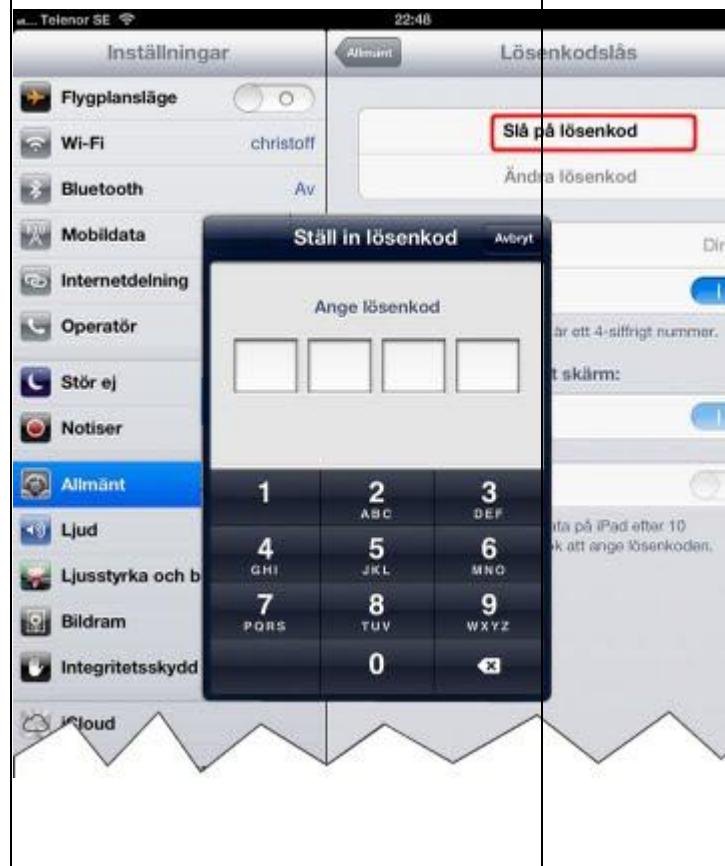 Telenor SE
22:48
Inställningar
Allmänt
Lösenkodslås
Flygplansläge
Wi-Fi
christoff
Bluetooth
Av
Mobildata
Internetdelning
Operatör
Stör ej
Notiser
Allmänt
Ljud
Ljusstyrka och b
Bildram
Integritetsskydd
iCloud
Slå på lösenkod
Ändra lösenkod
Dir
är ett 4-siffrigt nummer.
t skärm:
ata på iPad efter 10
k att ange lösenkoden.
Ställ in lösenkod
Avbryt
Ange lösenkod
1
2
ABC
3
DEF
4
GHI
5
JKL
6
MNO
7
PQRS
8
TUV
9
WXYZ
0